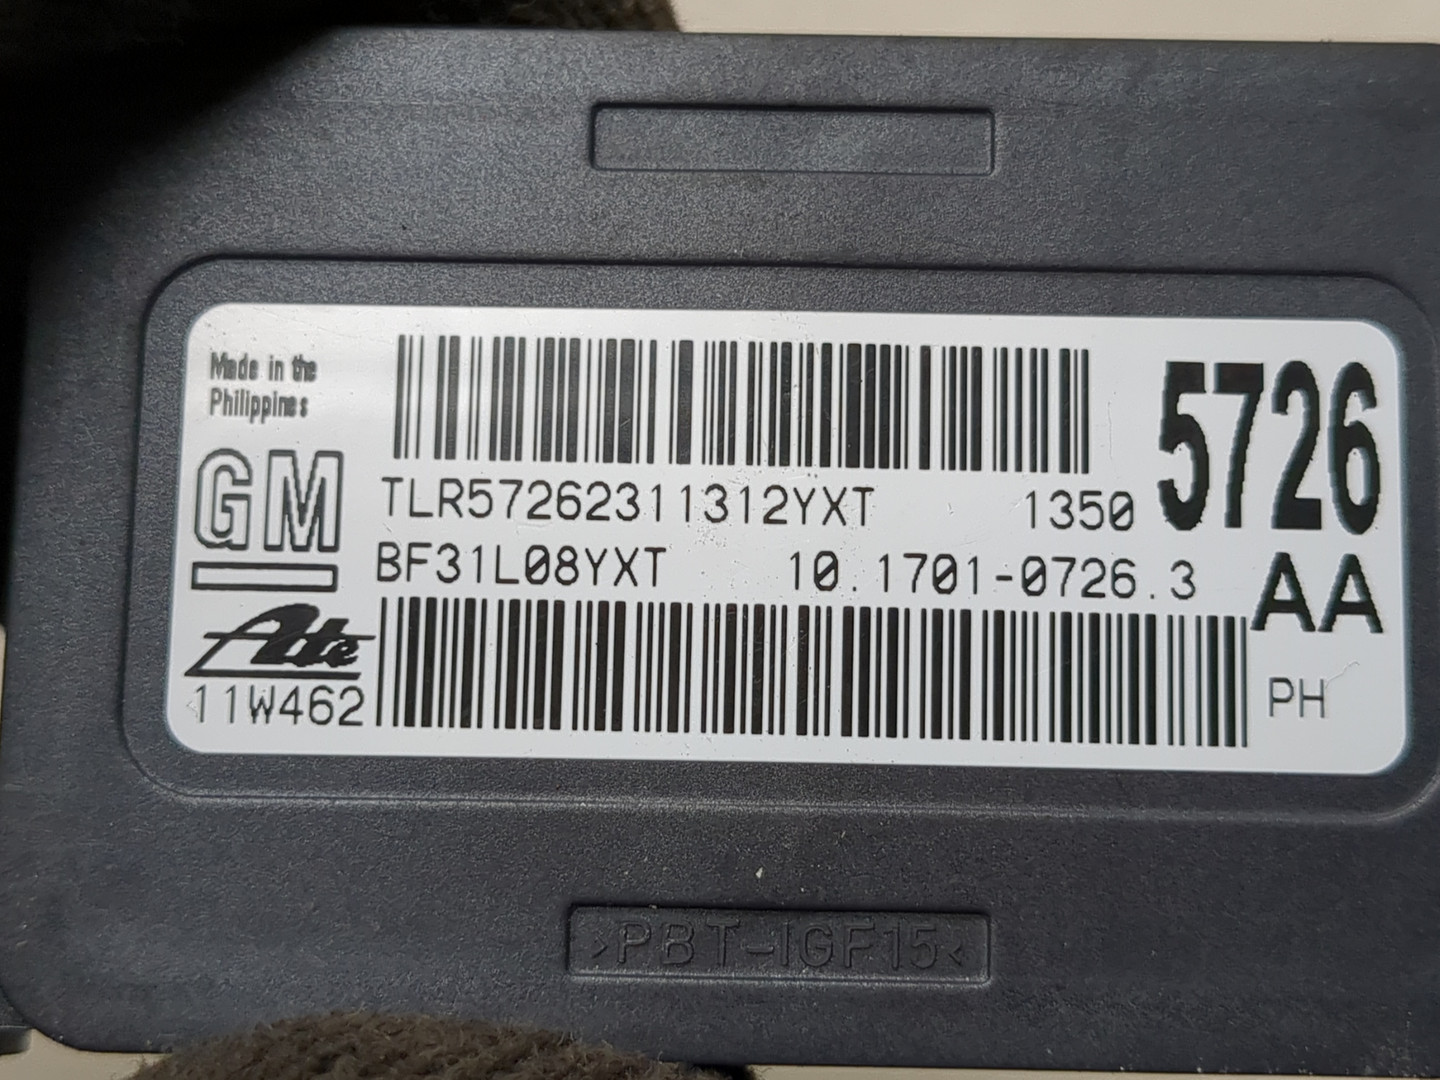 Made in the
Philippines
GM
Ate
11W462
TLR57262311312YXT 1350
BF31L08YXT 10.1701-0726.3
5726
AA
PH
>PBT-IGF15<